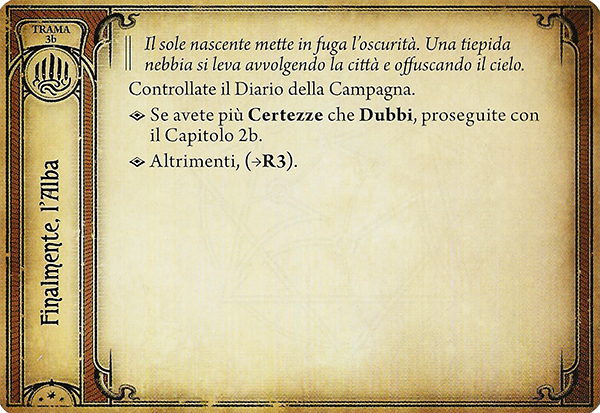 TRAMA
3b
Finalmente, l'Alba
Il sole nascente mette in fuga l'oscurità. Una tiepida
nebbia si leva avvolgendo la città e offuscando il cielo.
Controllate il Diario della Campagna.
Se avete più Certezze che Dubbi, proseguite con
il Capitolo 2b.
Altrimenti, (→R3).